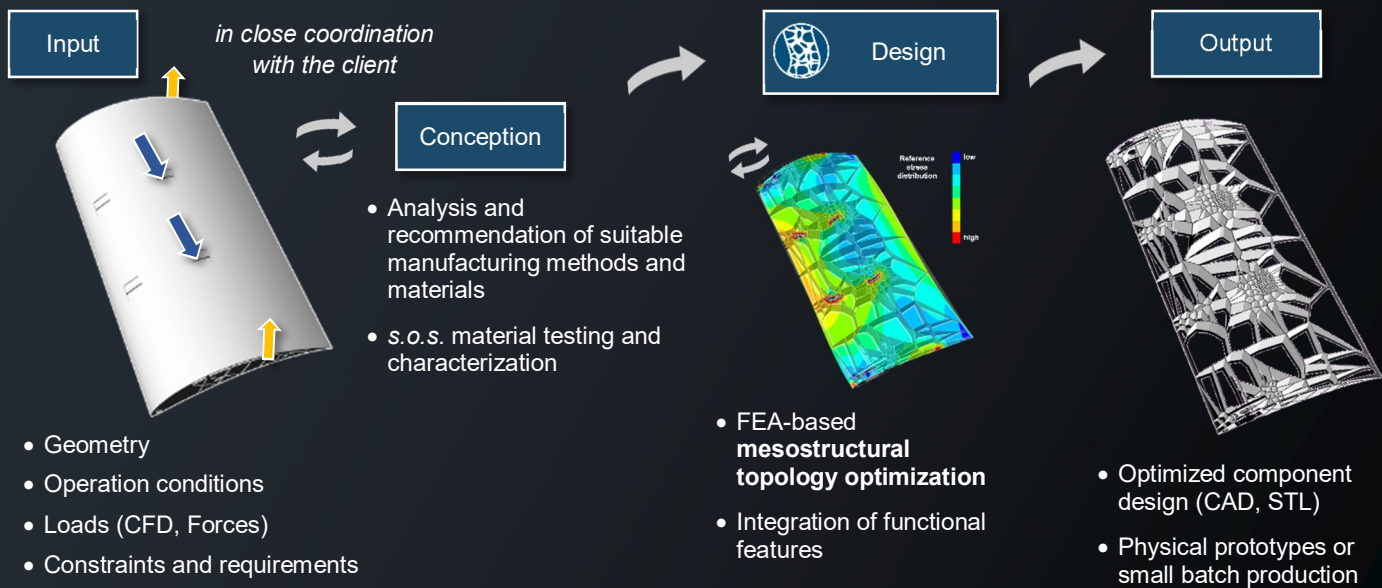 Input
in close coordination
with the client
Conception
Design
Output
Reference
stress
distribution
low
high
• Geometry
• Operation conditions
• Loads (CFD, Forces)
• Constraints and requirements
• Analysis and
recommendation of suitable
manufacturing methods and
materials
• s.o.s. material testing and
characterization
• FEA-based
mesostructural
topology optimization
• Integration of functional
features
• Optimized component
design (CAD, STL)
• Physical prototypes or
small batch production